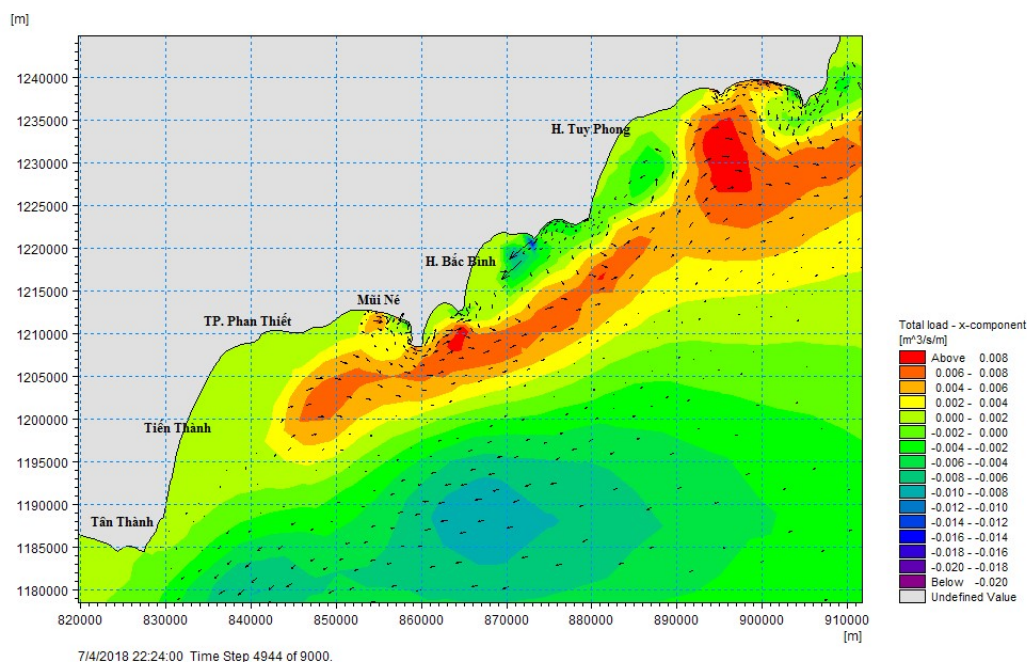 [m]
1240000
1235000
1230000
1225000
1220000
1215000
1210000
1205000
1200000
1195000
1190000
1185000
1180000
H. Tuy Phong
H. Bắc Bình
Mũi Né
TP. Phan Thiết
Tiến Thành
Tân Thành
820000 830000 840000 850000 860000 870000 880000 890000 900000 910000
[m]
7/4/2018 22:24:00 Time Step 4944 of 9000.
Total load - x-component
[m^3/s/m]
Above 0.008
0.006 - 0.008
0.004 - 0.006
0.002 - 0.004
0.000 - 0.002
-0.002 - 0.000
-0.004 - -0.002
-0.006 - -0.004
-0.008 - -0.006
-0.010 - -0.008
-0.012 - -0.010
-0.014 - -0.012
-0.016 - -0.014
-0.018 - -0.016
-0.020 - -0.018
Below -0.020
Undefined Value